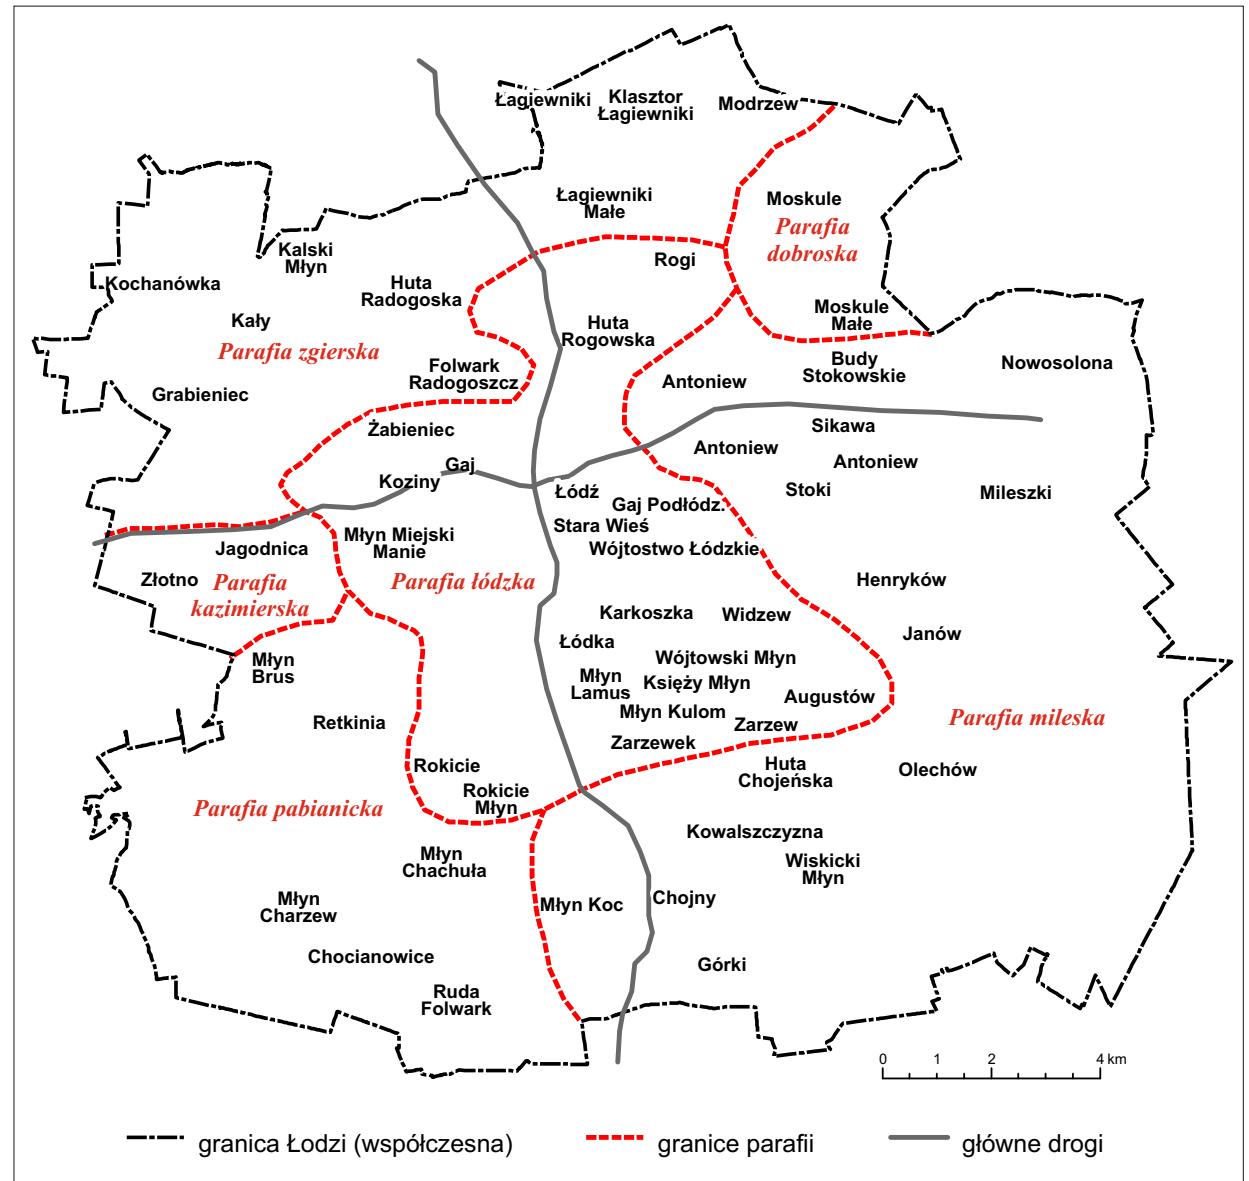 Łagiewniki
Klasztor
Łagiewniki
Modrzew
Łagiewniki
Małe
Moskule
Parafia
dobroska
Kalski
Młyn
Rogi
Kochanówka
Huta
Radogoska
Moskule
Małe
Kały
Huta
Rogowska
Parafia zgierska
Budy
Stokowskie
Nowosolona
Folwark
Radogoszcz
Antoniew
Grabieniec
Żabieniec
Sikawa
Antoniew
Antoniew
Gaj
Koziny
Łódź
Stoki
Mileszki
Gaj Podłódz.
Stara Wieś
Młyn Miejski
Manie
Jagodnica
Wójtostwo Łódzkie
Złotno
Parafia
kazimierska
Parafia łódzka
Henryków
Karkoszka
Widzew
Janów
Łódka
Młyn
Brus
Wójtowski Młyn
Młyn
Lamus
Księży Młyn
Augustów
Młyn Kulom
Retkinia
Zarzew
Parafia mileska
Zarzewek
Rokicie
Huta
Chojeńska
Olechów
Rokicie
Młyn
Parafia pabianicka
Kowalszczyzna
Młyn
Chachuła
Wiskicki
Młyn
Młyn
Charzew
Młyn Koc
Chojny
Chocianowice
Górki
Ruda
Folwark
0 1 2 4 km
granica Łodzi (współczesna)
granice parafii
główne drogi